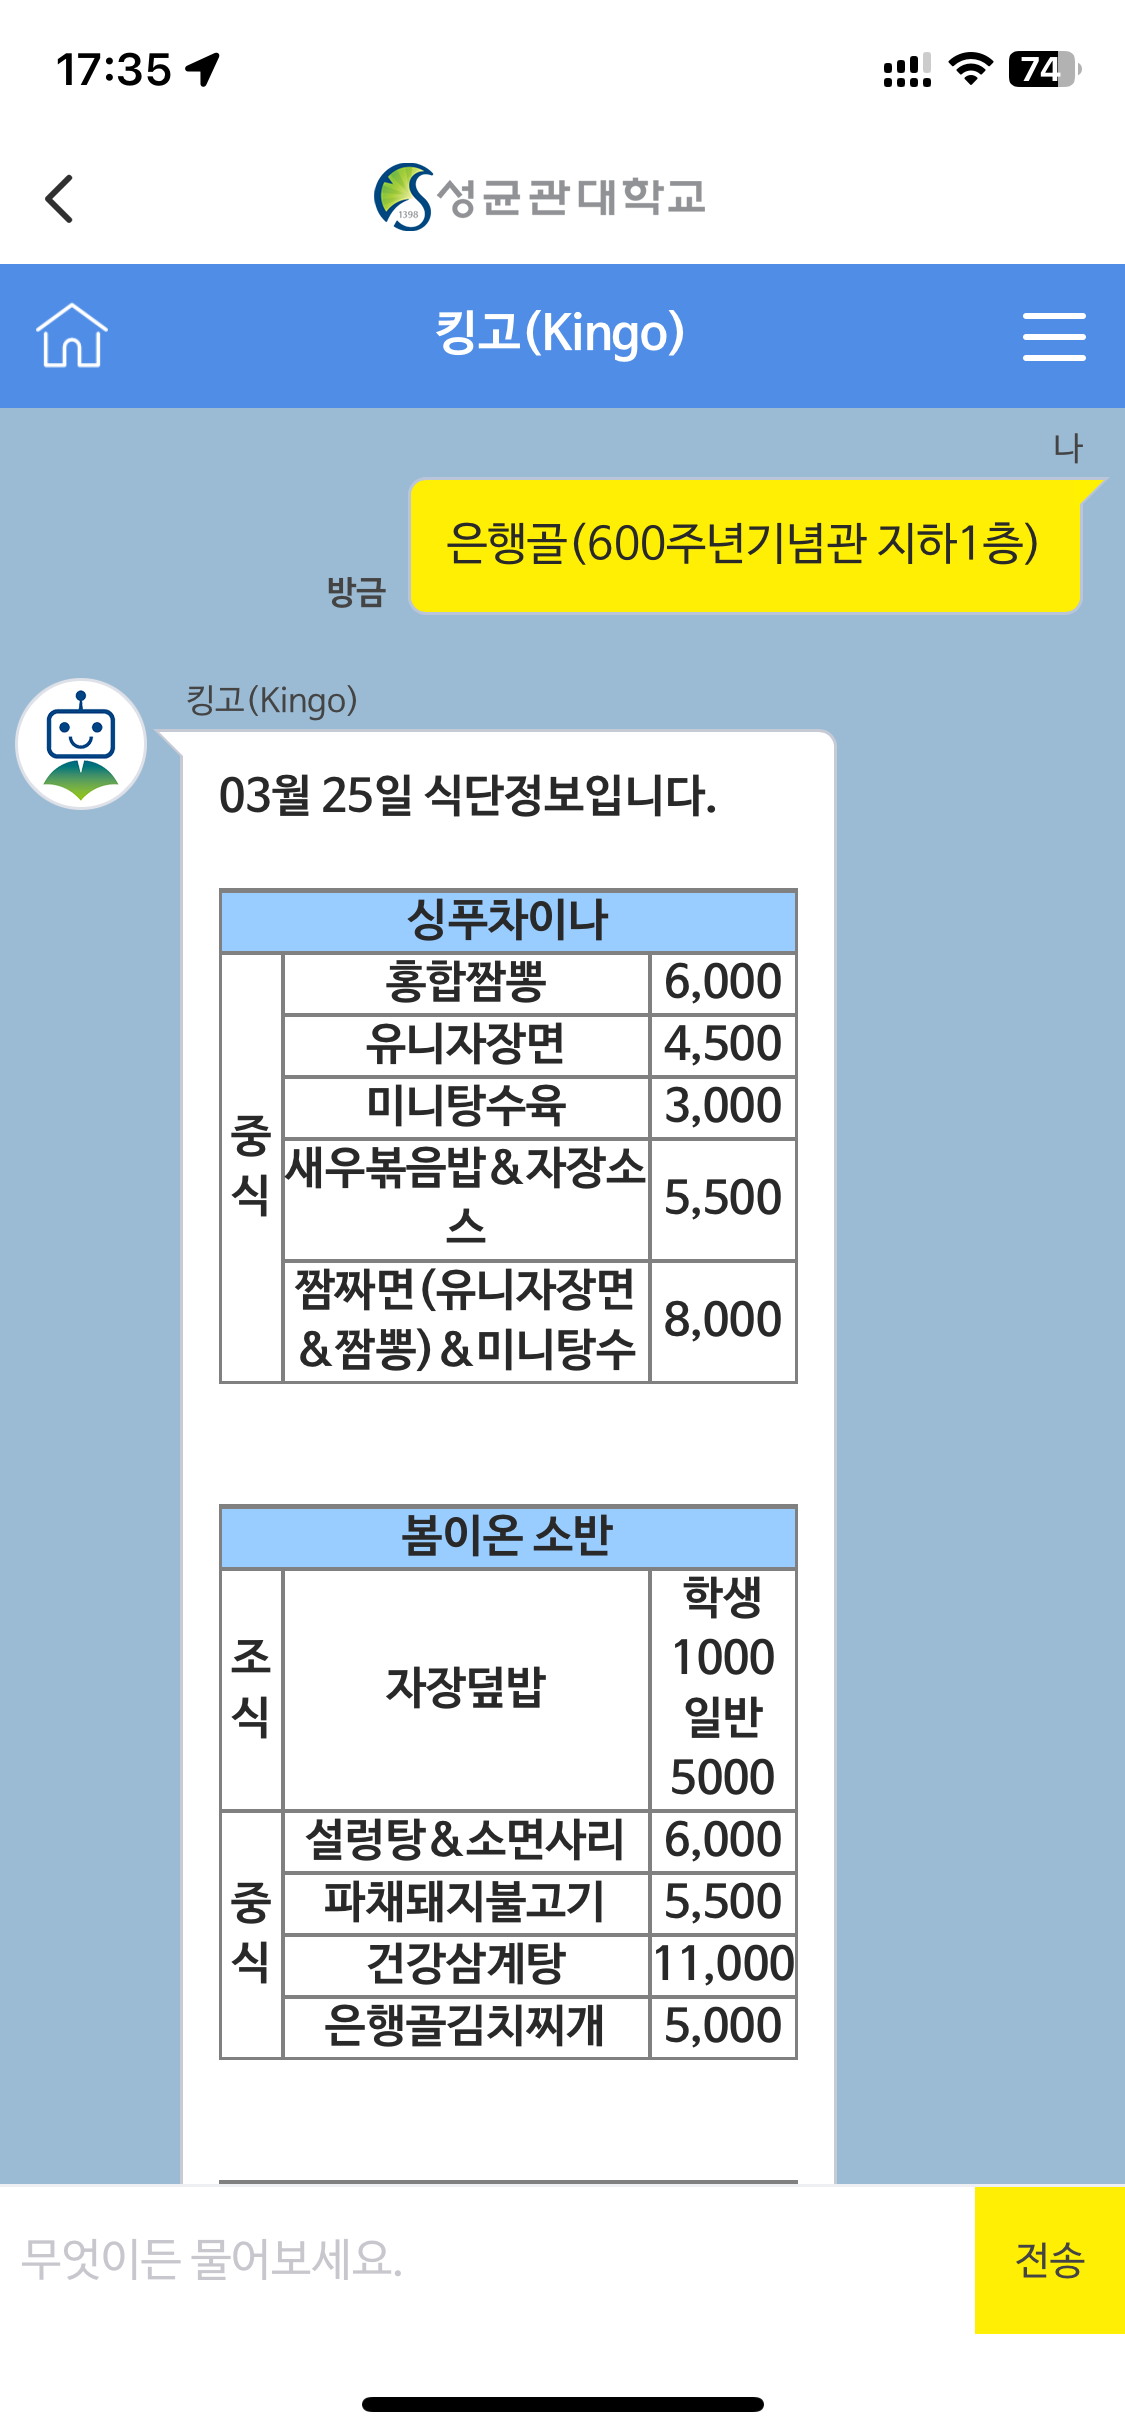 17:35
74
1398
성균관대학교
킹고(Kingo)
나
은행골(600주년기념관 지하1층)
방금
킹고(Kingo)
03월 25일 식단정보입니다.
싱푸차이나
중식
홍합짬뽕 6,000
유니자장면 4,500
미니탕수육 3,000
새우볶음밥&자장소
스
5,500
짬짜면(유니자장면
&짬뽕)&미니탕수
8,000
봄이온 소반
조식
자장덮밥
학생
1000
일반
5000
중식
설렁탕&소면사리 6,000
파채돼지불고기 5,500
건강삼계탕 11,000
은행골김치찌개 5,000
무엇이든 물어보세요.
전송